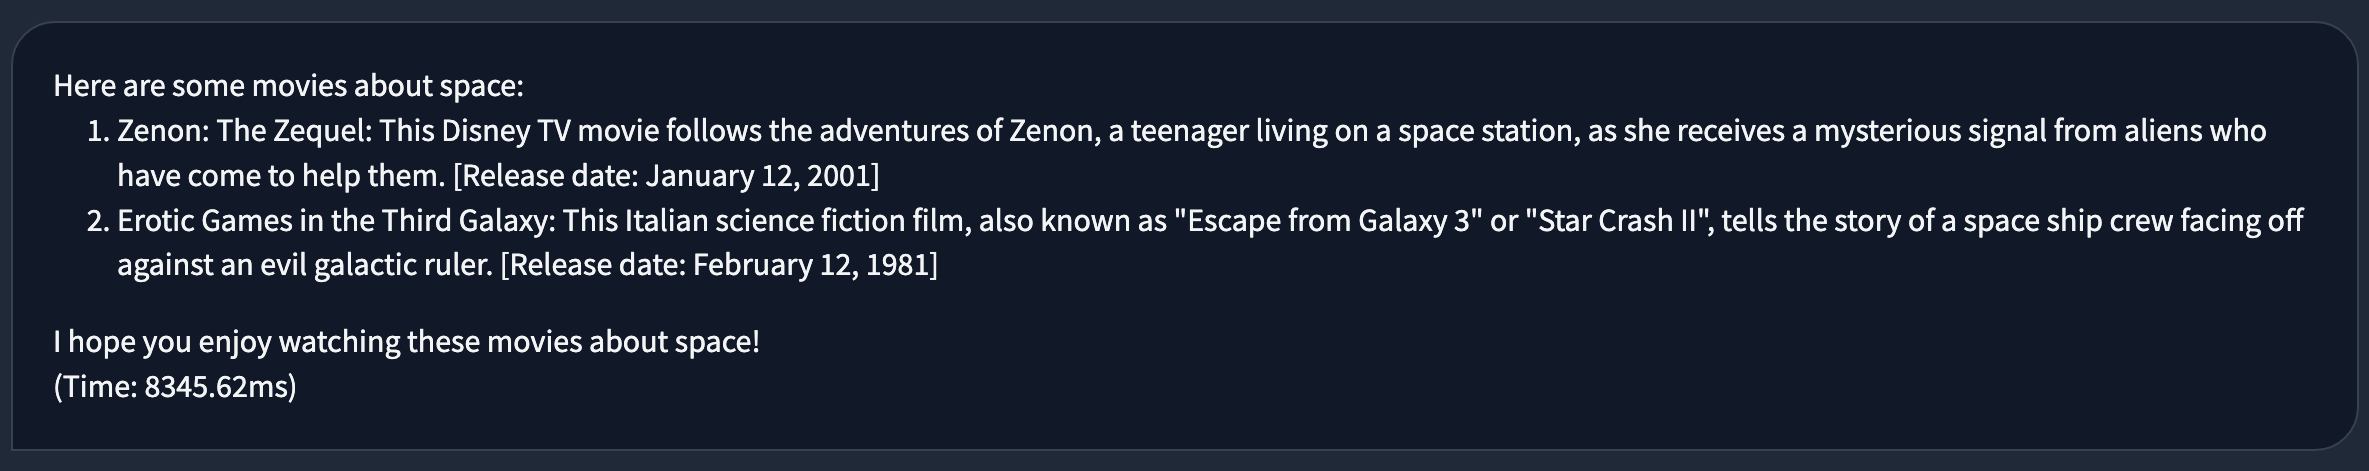 Here are some movies about space:
1. Zenon: The Zequel: This Disney TV movie follows the adventures of Zenon, a teenager living on a space station, as she receives a mysterious signal from aliens who
have come to help them. [Release date: January 12, 2001]
2. Erotic Games in the Third Galaxy: This Italian science fiction film, also known as "Escape from Galaxy 3" or "Star Crash II", tells the story of a space ship crew facing off
against an evil galactic ruler. [Release date: February 12, 1981]
I hope you enjoy watching these movies about space!
(Time: 8345.62ms)